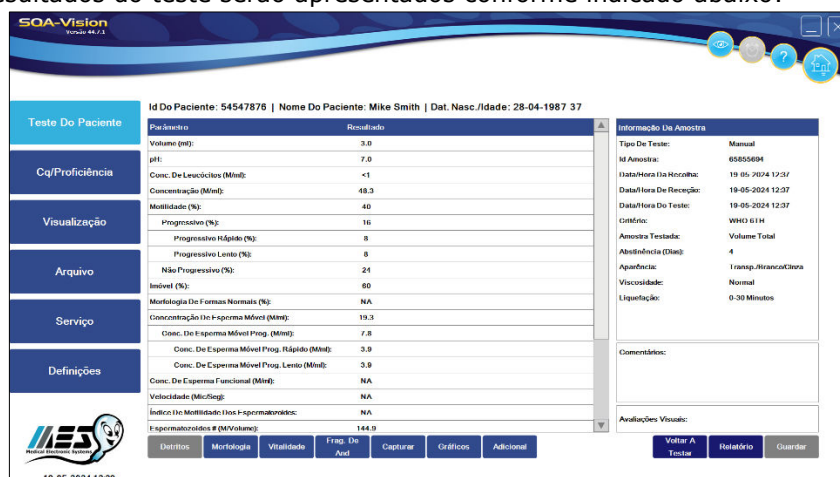 esultados do teste serão apresentados conforme indicado abaixo:
SQA-Vision
Versão 44.7.1
?
Id Do Paciente: 54547876 | Nome Do Paciente: Mike Smith | Dat. Nasc./Idade: 28-04-1987 37
Teste Do Paciente
Cq/Proficiência
Visualização
Arquivo
Serviço
Definições
Parâmetro Resultado
Volume (ml): 3.0
pH: 7.0
Conc. De Leucócitos (M/ml): <1
Concentração (M/ml): 48.3
Motilidade (%): 40
Progressivo (%): 16
Progressivo Rápido (%): 8
Progressivo Lento (%): 8
Não Progressivo (%): 24
Imóvel (%): 60
Morfologia De Formas Normais (%): NA
Concentração De Esperma Móvel (M/ml): 19.3
Conc. De Esperma Móvel Prog. (M/ml): 7.8
Conc. De Esperma Móvel Prog. Rápido (M/ml): 3.9
Conc. De Esperma Móvel Prog. Lento (M/ml): 3.9
Conc. De Esperma Funcional (M/ml): NA
Velocidade (Mic/Seg): NA
Índice De Motilidade Dos Espermatozoides: NA
Espermatozoides # (M/Volume): 144.9
Informação Da Amostra
Tipo De Teste: Manual
Id Amostra: 65855694
Data/Hora Da Recolha: 19-05-2024 12:37
Data/Hora De Receção: 19-05-2024 12:37
Data/Hora Do Teste: 19-05-2024 12:37
Critério: WHO 6TH
Amostra Testada: Volume Total
Abstinência (Dias): 4
Aparência: Transp./Branco/Cinza
Viscosidade: Normal
Liquefação: 0-30 Minutos
Comentários:
Avaliações Visuais:
Detritos
Morfologia
Vitalidade
Frag. De
And
Capturar
Gráficos
Adicional
Voltar A
Testar
Relatório
Guardar
MES
Medical Electronic Systems